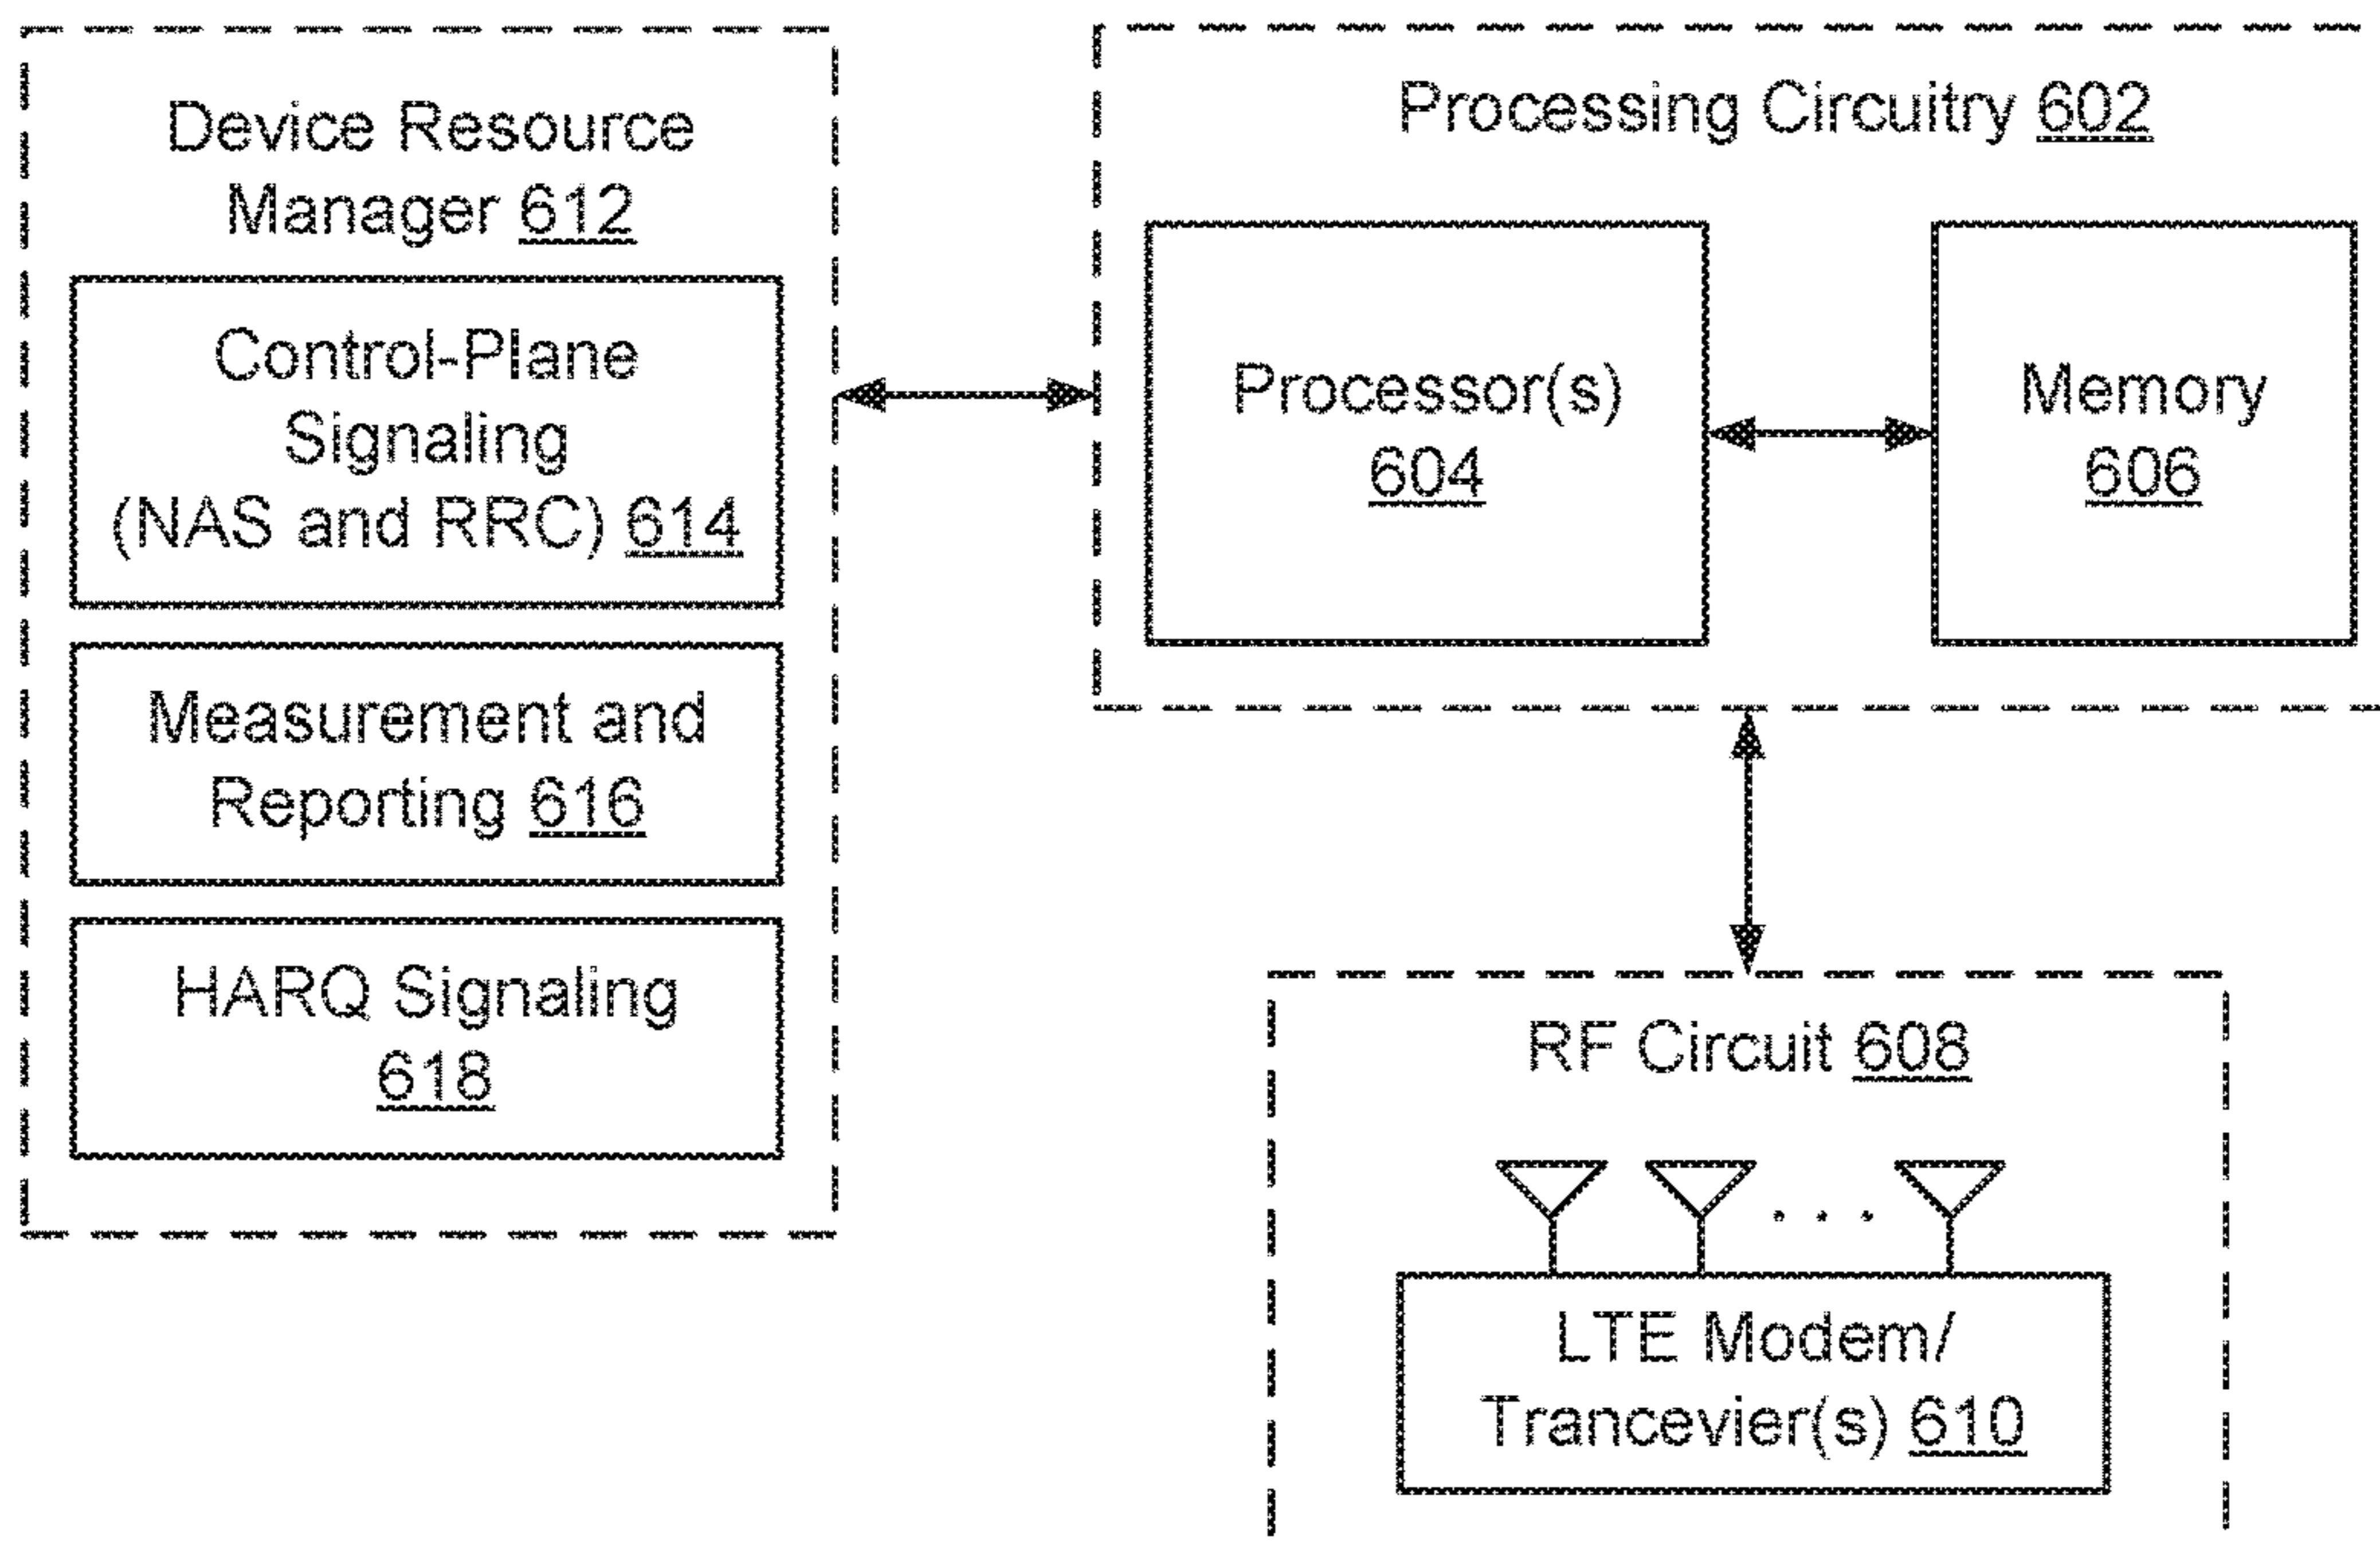 Device Resource
Manager 612
Control-Plane
Signaling
(NAS and RRC) 614
Measurement and
Reporting 616
HARQ Signaling
618
Processing Circuitry 602
Processor(s)
604
Memory
606
RF Circuit 608
LTE Modem/
Trancevier(s) 610